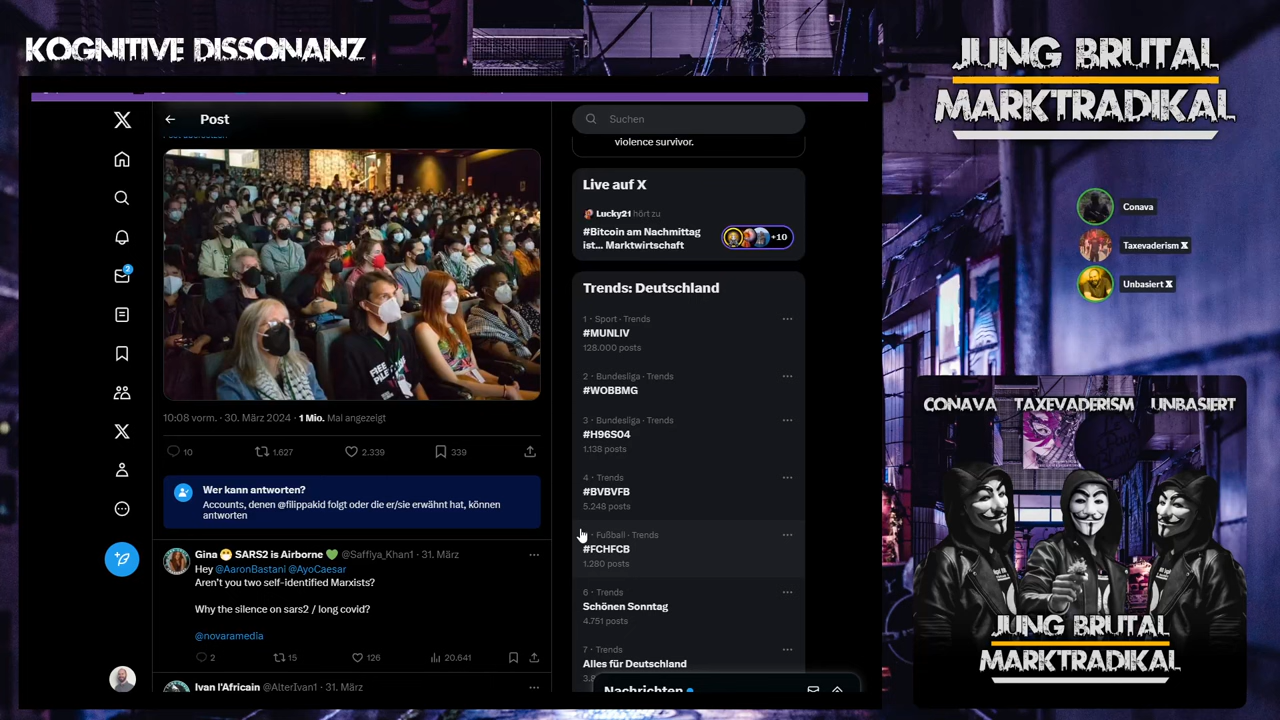 KOGNITIVE DISSONANZ
JUNG BRUTAL
MARKTRADIKAL
Post
Suchen
violence survivor.
Live auf X
Lucky21 hört zu
#Bitcoin am Nachmittag
ist... Marktwirtschaft
+10
Trends: Deutschland
1 · Sport · Trends
#MUNLIV
128.000 posts
2 · Bundesliga · Trends
#WOBBMG
3 · Bundesliga · Trends
#H96S04
1.138 posts
4 · Trends
#BVBVFB
5.248 posts
· Fußball · Trends
#FCHFCB
1.280 posts
6 · Trends
Schönen Sonntag
4.751 posts
7 · Trends
Alles für Deutschland
Nachrichten
2
FREE
10:08 vorm. · 30. März 2024 · 1 Mio. Mal angezeigt
10 1.627 2.339 339
Wer kann antworten?
Accounts, denen @filippakid folgt oder die er/sie erwähnt hat, können
antworten
Gina 😷 SARS2 is Airborne 💚 @Saffiya_Khan1 · 31. März
Hey @AaronBastani @AyoCaesar
Aren't you two self-identified Marxists?
Why the silence on sars2 / long covid?
@novaramedia
2 15 126 20.641
Ivan l'Africain @AlterIvan1 · 31. März
Conava
Taxevaderism X
Unbasiert X
CONAVA TAXEVADERISM UNBASIERT
JUNG BRUTAL
MARKTRADIKAL